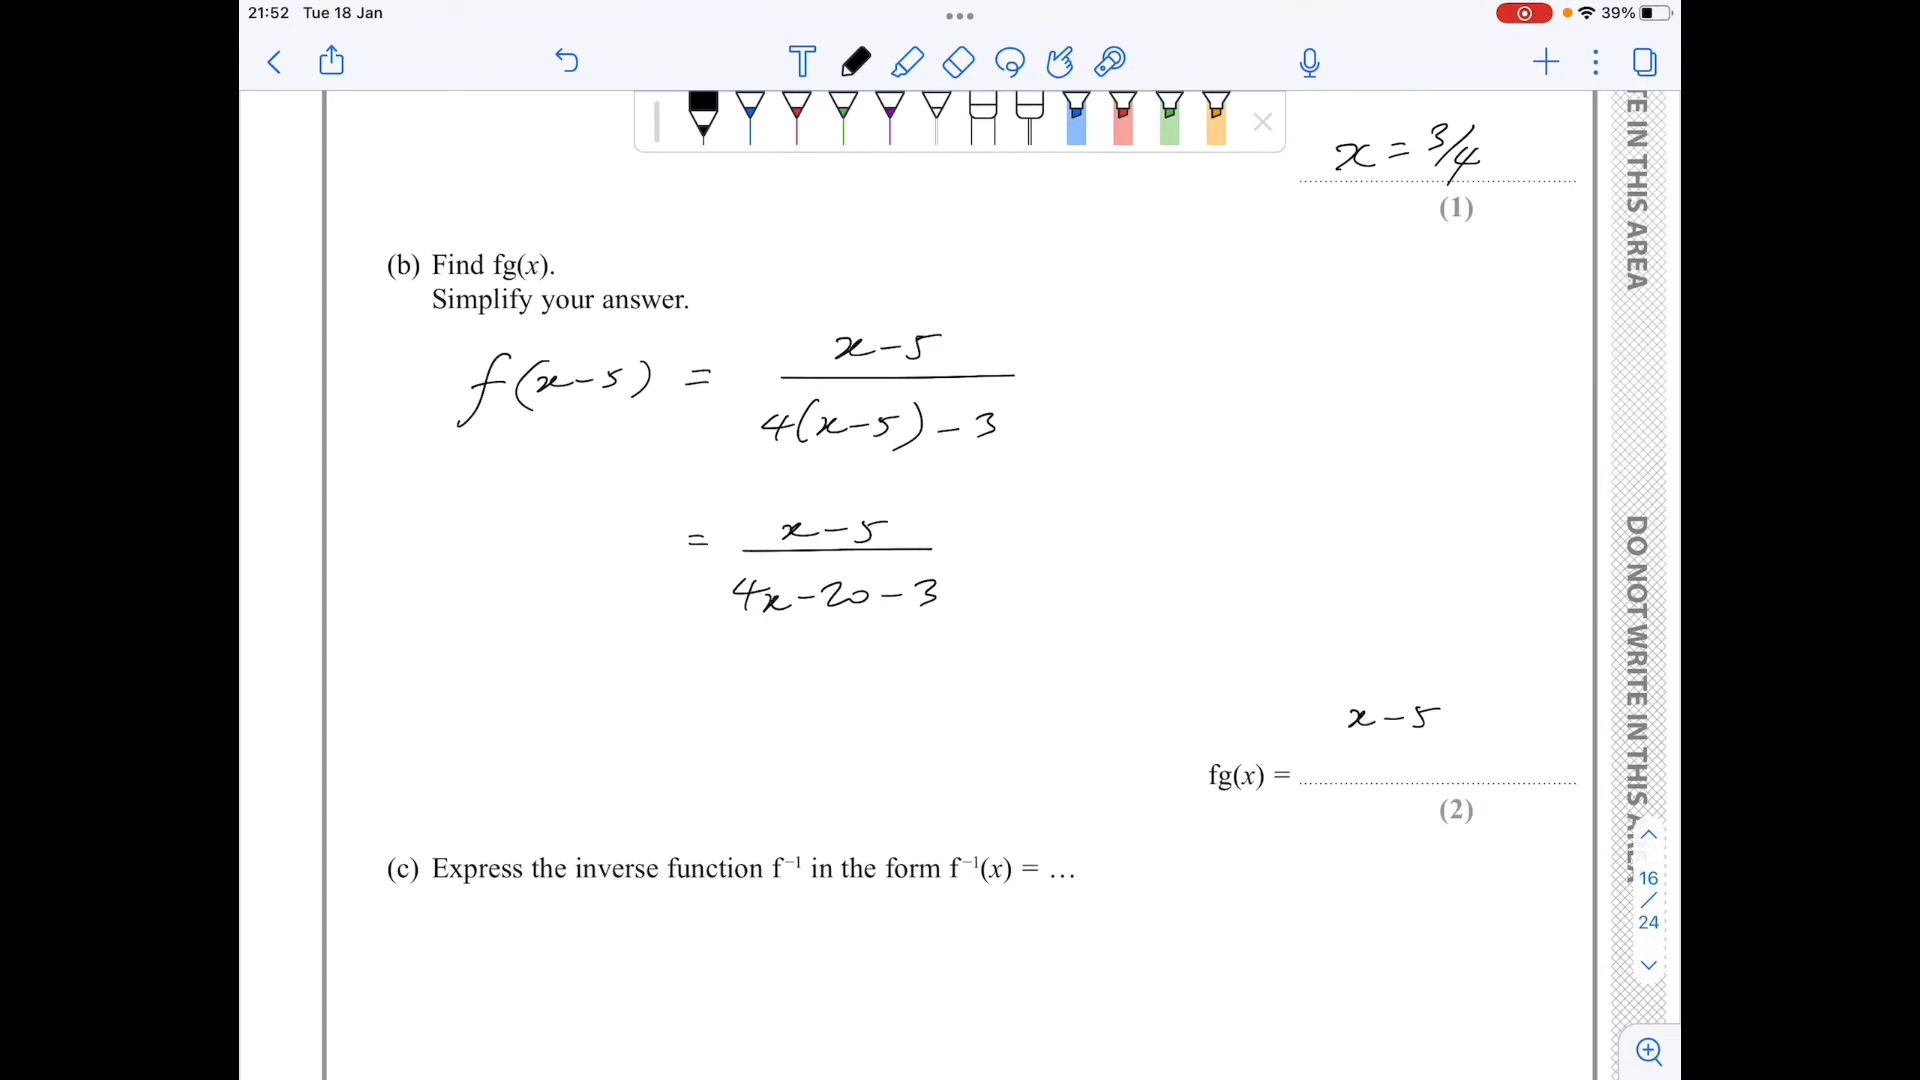 21:52 Tue 18 Jan
39%
T
x = 3/4
(1)
(b) Find fg(x).
Simplify your answer.
f(x-5) = x-5
4(x-5) - 3
= x-5
4x-20-3
x-5
fg(x) =
(2)
(c) Express the inverse function f⁻¹ in the form f⁻¹(x) = …
TE IN THIS AREA
DO NOT WRITE IN THIS AREA
16
/
24